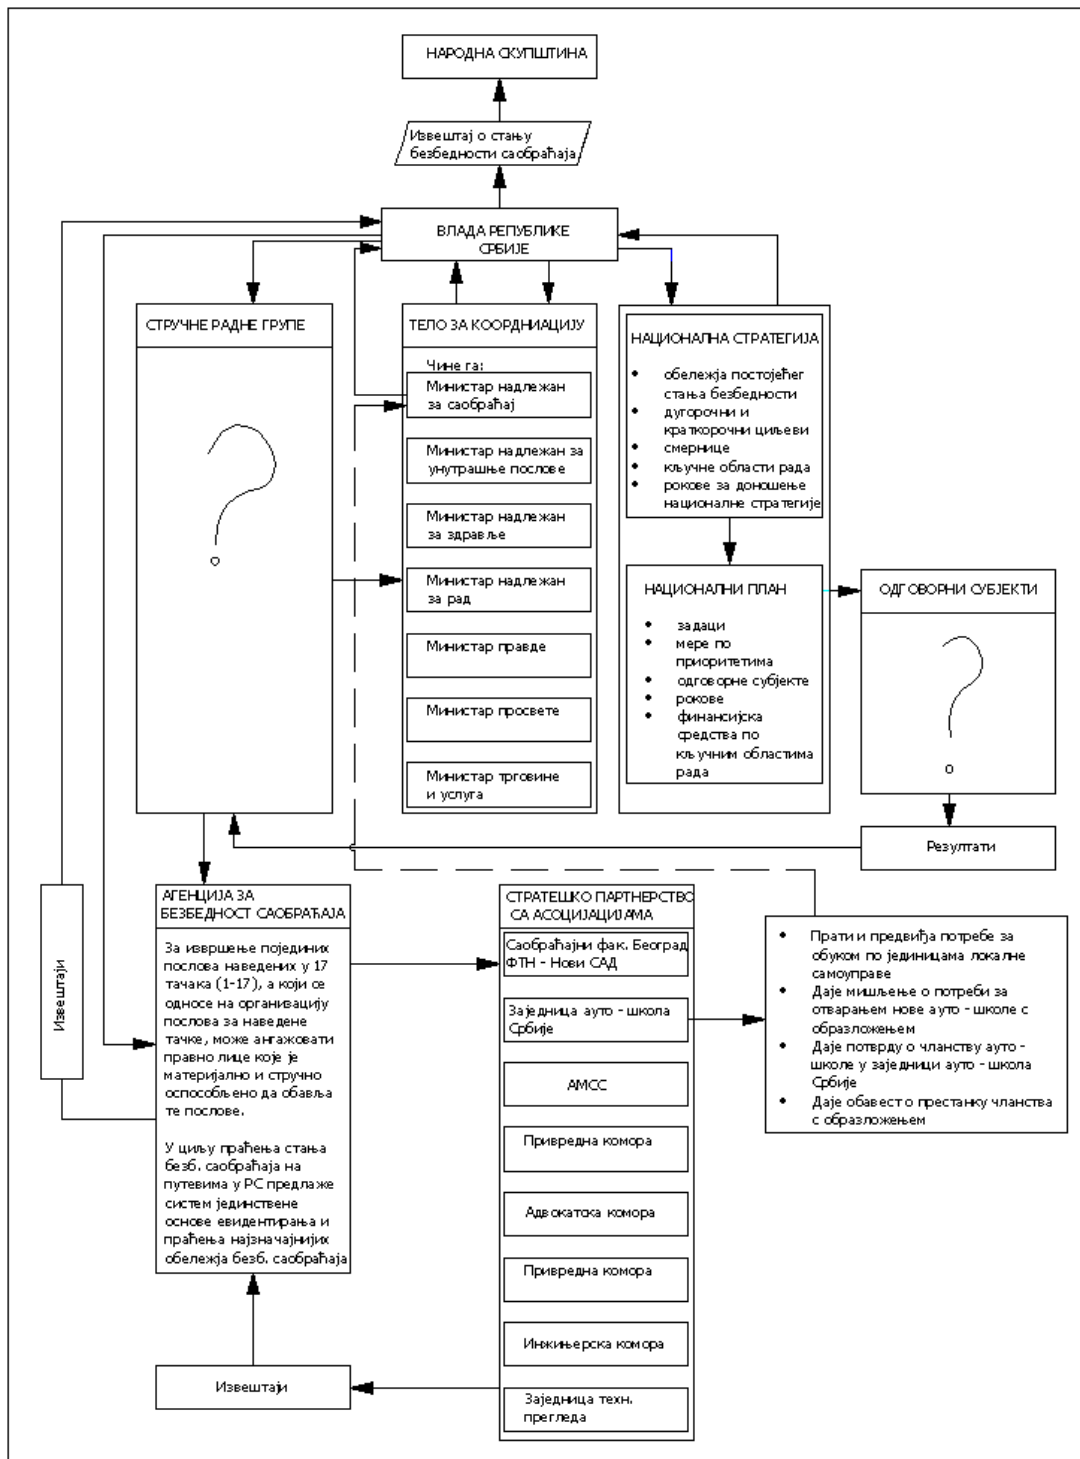 НАРОДНА СКУПШТИНА
Извештај о стању
безбедности саобраћаја
ВЛАДА РЕПУБЛИКЕ
СРБИЈЕ
СТРУЧНЕ РАДНЕ ГРУПЕ
?
ТЕЛО ЗА КООРДНИАЦИЈУ
Чине га:
Министар надлежан
за саобраћај
Министар надлежан за
унутрашње послове
Министар надлежан
за здравље
Министар надлежан
за рад
Министар правде
Министар просвете
Министар трговине
и услуга
НАЦИОНАЛНА СТРАТЕГИЈА
• обележја постојећег
стања безбедности
• дугорочни и
краткорочни циљеви
• смернице
• кључне области рада
• рокове за доношење
националне стратегије
НАЦИОНАЛНИ ПЛАН
• задаци
• мере по
приоритетима
• одговорне субјекте
• рокове
• финансијска
средства по
кључним областима
рада
ОДГОВОРНИ СУБЈЕКТИ
?
Резултати
Извештаји
АГЕНЦИЈА ЗА
БЕЗБЕДНОСТ САОБРАЋАЈА
За извршење појединих
послова наведених у 17
тачака (1-17), а који се
односе на организацију
послова за наведене
тачке, може ангажовати
правно лице које је
материјално и стручно
оспособљено да обавља
те послове.
У циљу праћења стања
безб. саобраћаја на
путевима у РС предлаже
систем јединствене
основе евидентирања и
праћења најзначајнијих
обележја безб. саобраћаја
Извештаји
СТРАТЕШКО ПАРТНЕРСТВО
СА АСОЦИЈАЦИЈАМА
Саобраћајни фак. Београд
ФТН - Нови САД
Заједница ауто - школа
Србије
АМСС
Привредна комора
Адвокатска комора
Привредна комора
Инжињерска комора
Заједница техн.
прегледа
• Прати и предвиђа потребе за
обуком по јединицама локалне
самоуправе
• Даје мишљење о потреби за
отварањем нове ауто - школе с
образложењем
• Даје потврду о чланству ауто -
школе у заједници ауто - школа
Србије
• Даје обавест о престанку чланства
с образложењем